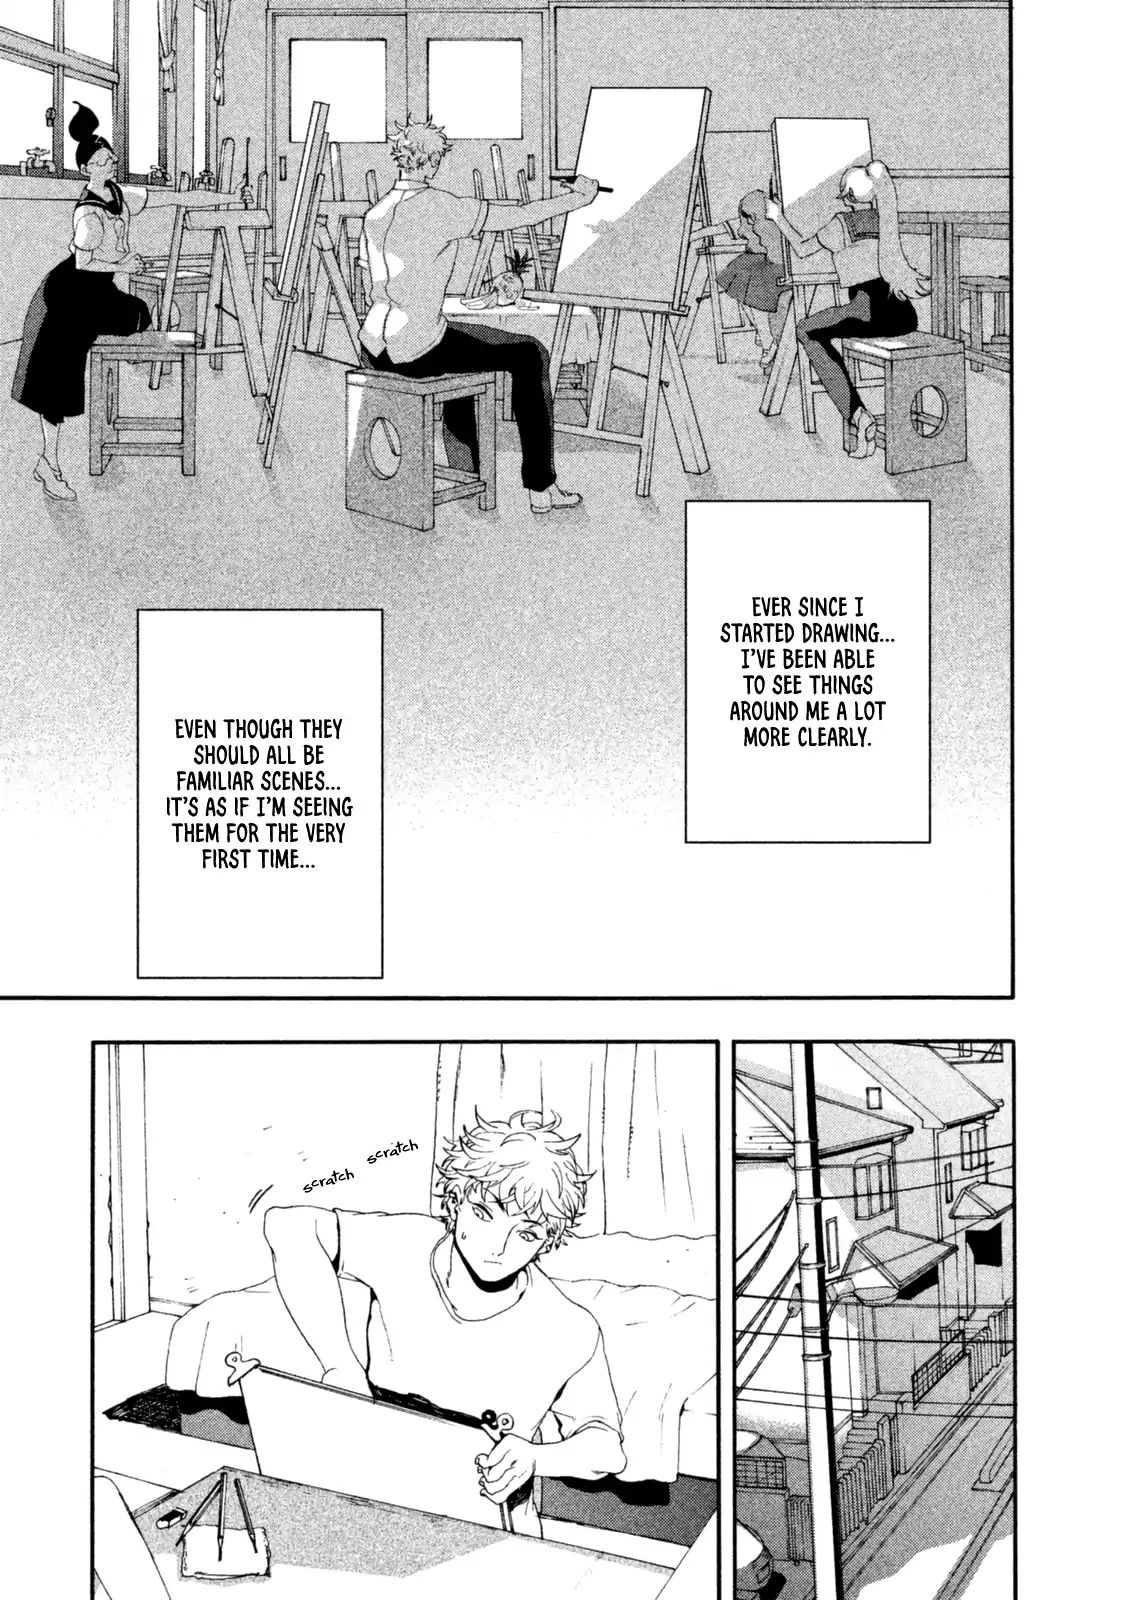 EVER SINCE I
STARTED DRAWING...
I'VE BEEN ABLE
TO SEE THINGS
AROUND ME A LOT
MORE CLEARLY.
EVEN THOUGH THEY
SHOULD ALL BE
FAMILIAR SCENES...
IT'S AS IF I'M SEEING
THEM FOR THE VERY
FIRST TIME...
scratch
scratch